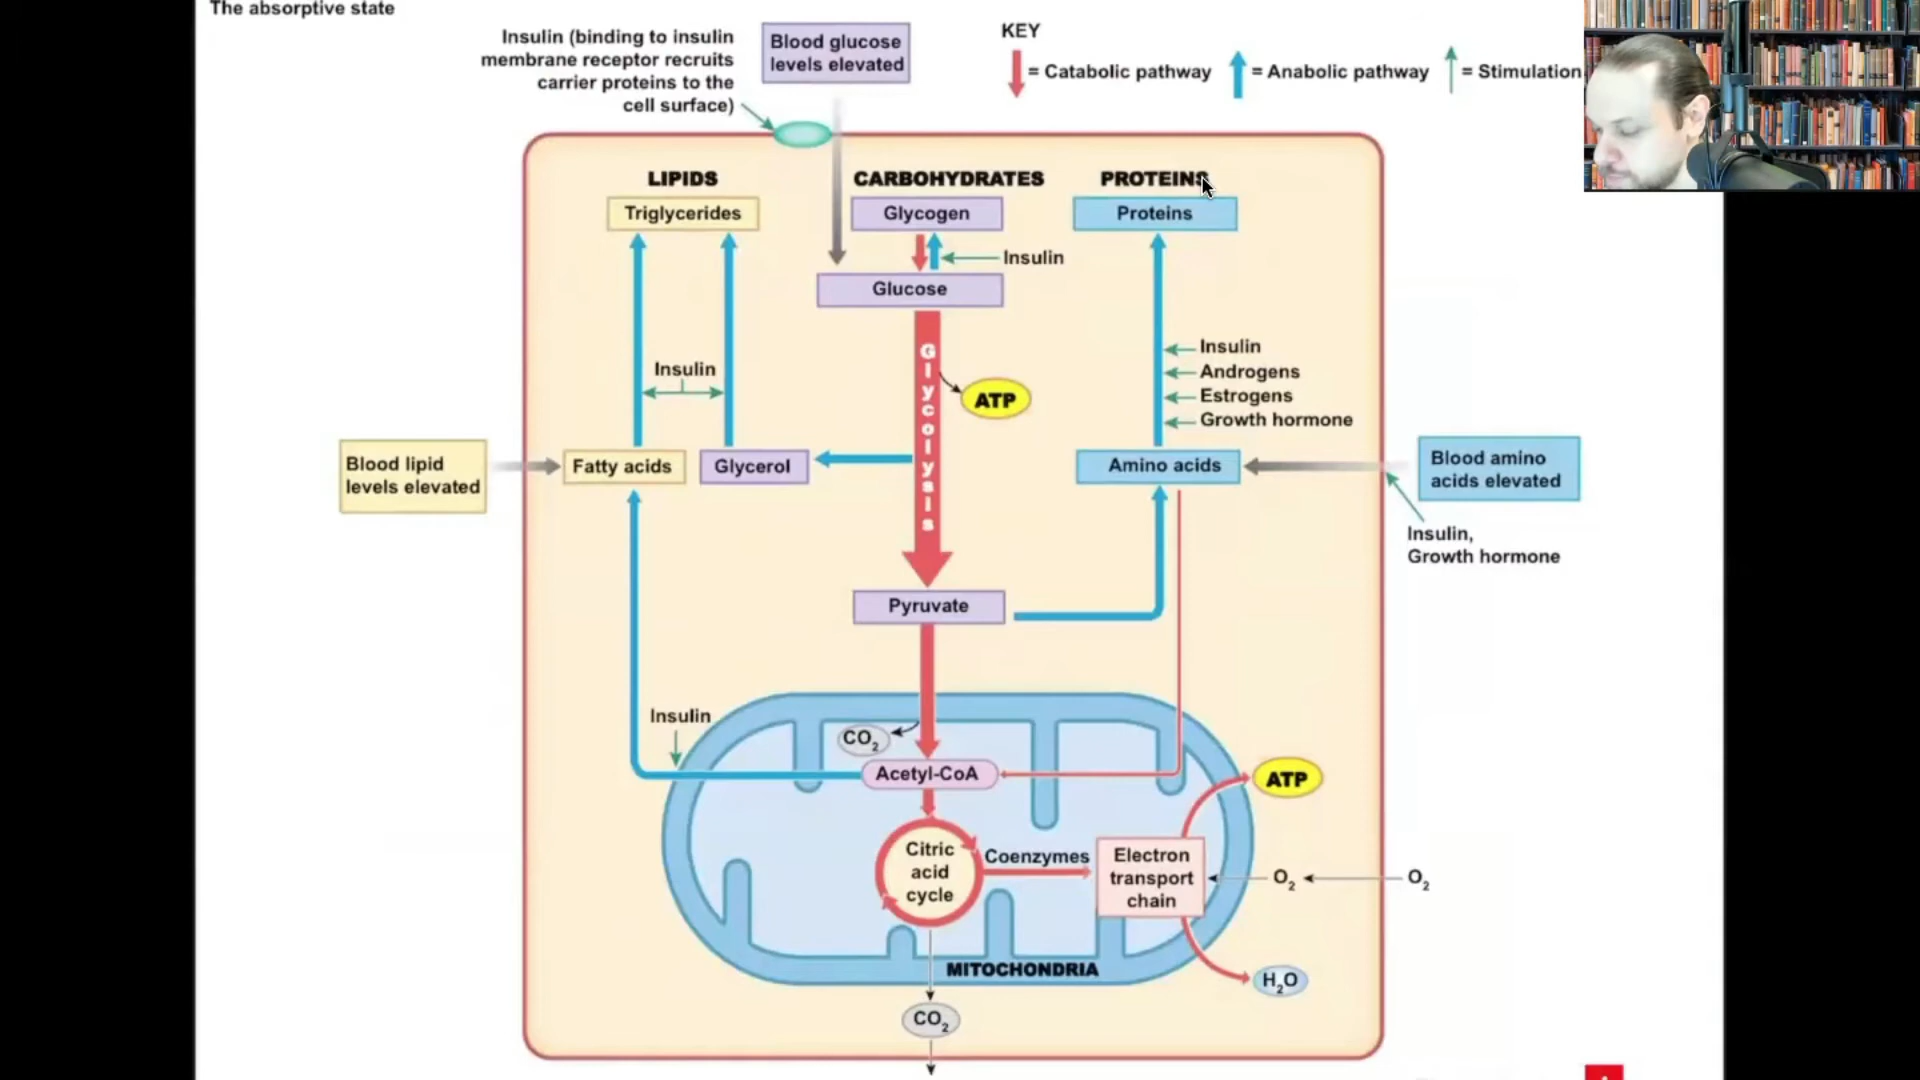 The absorptive state
Insulin (binding to insulin
membrane receptor recruits
carrier proteins to the
cell surface)
Blood glucose
levels elevated
KEY
= Catabolic pathway
= Anabolic pathway
= Stimulation
LIPIDS
CARBOHYDRATES
PROTEINS
Triglycerides
Glycogen
Proteins
Insulin
Glucose
Glycolysis
ATP
Insulin
Insulin
Androgens
Estrogens
Growth hormone
Blood lipid
levels elevated
Fatty acids
Glycerol
Amino acids
Blood amino
acids elevated
Insulin,
Growth hormone
Pyruvate
Insulin
CO2
Acetyl-CoA
ATP
Citric
acid
cycle
Coenzymes
Electron
transport
chain
O2
O2
MITOCHONDRIA
H2O
CO2